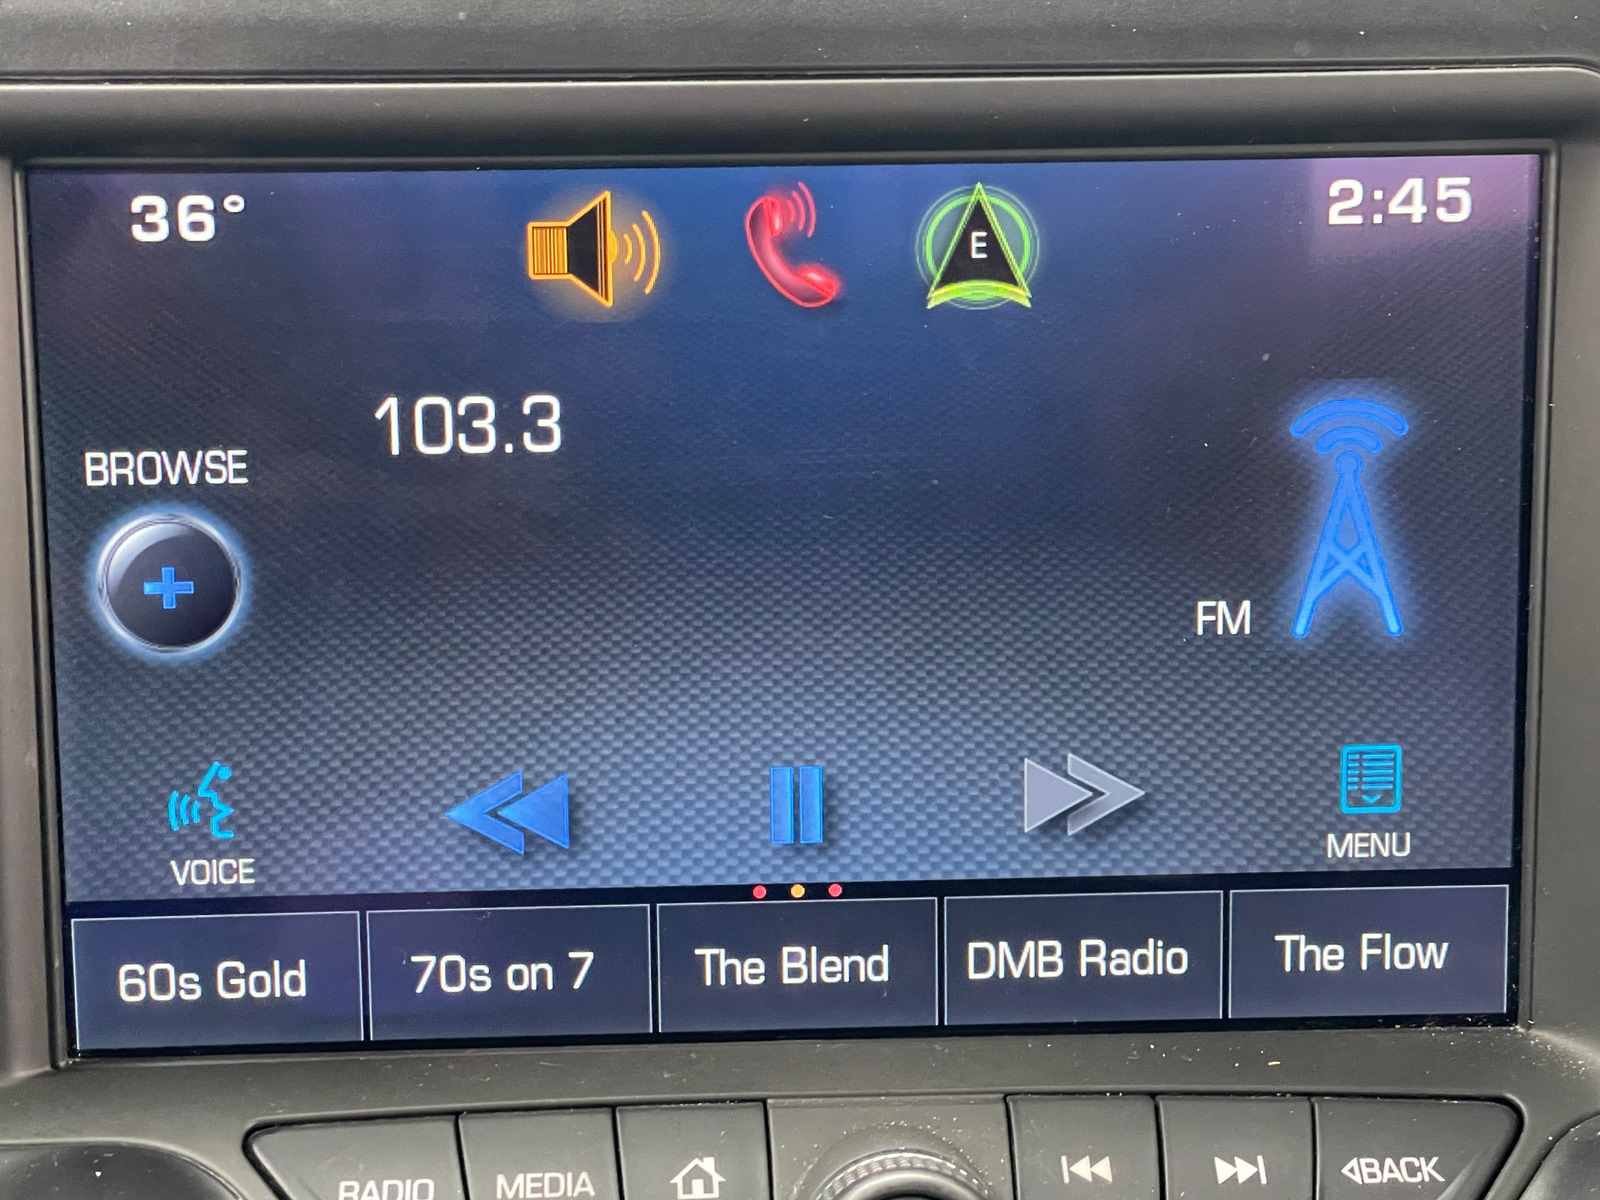 36°
E
2:45
103.3
BROWSE
FM
VOICE
MENU
60s Gold
70s on 7
The Blend
DMB Radio
The Flow
RADIO
MEDIA
BACK